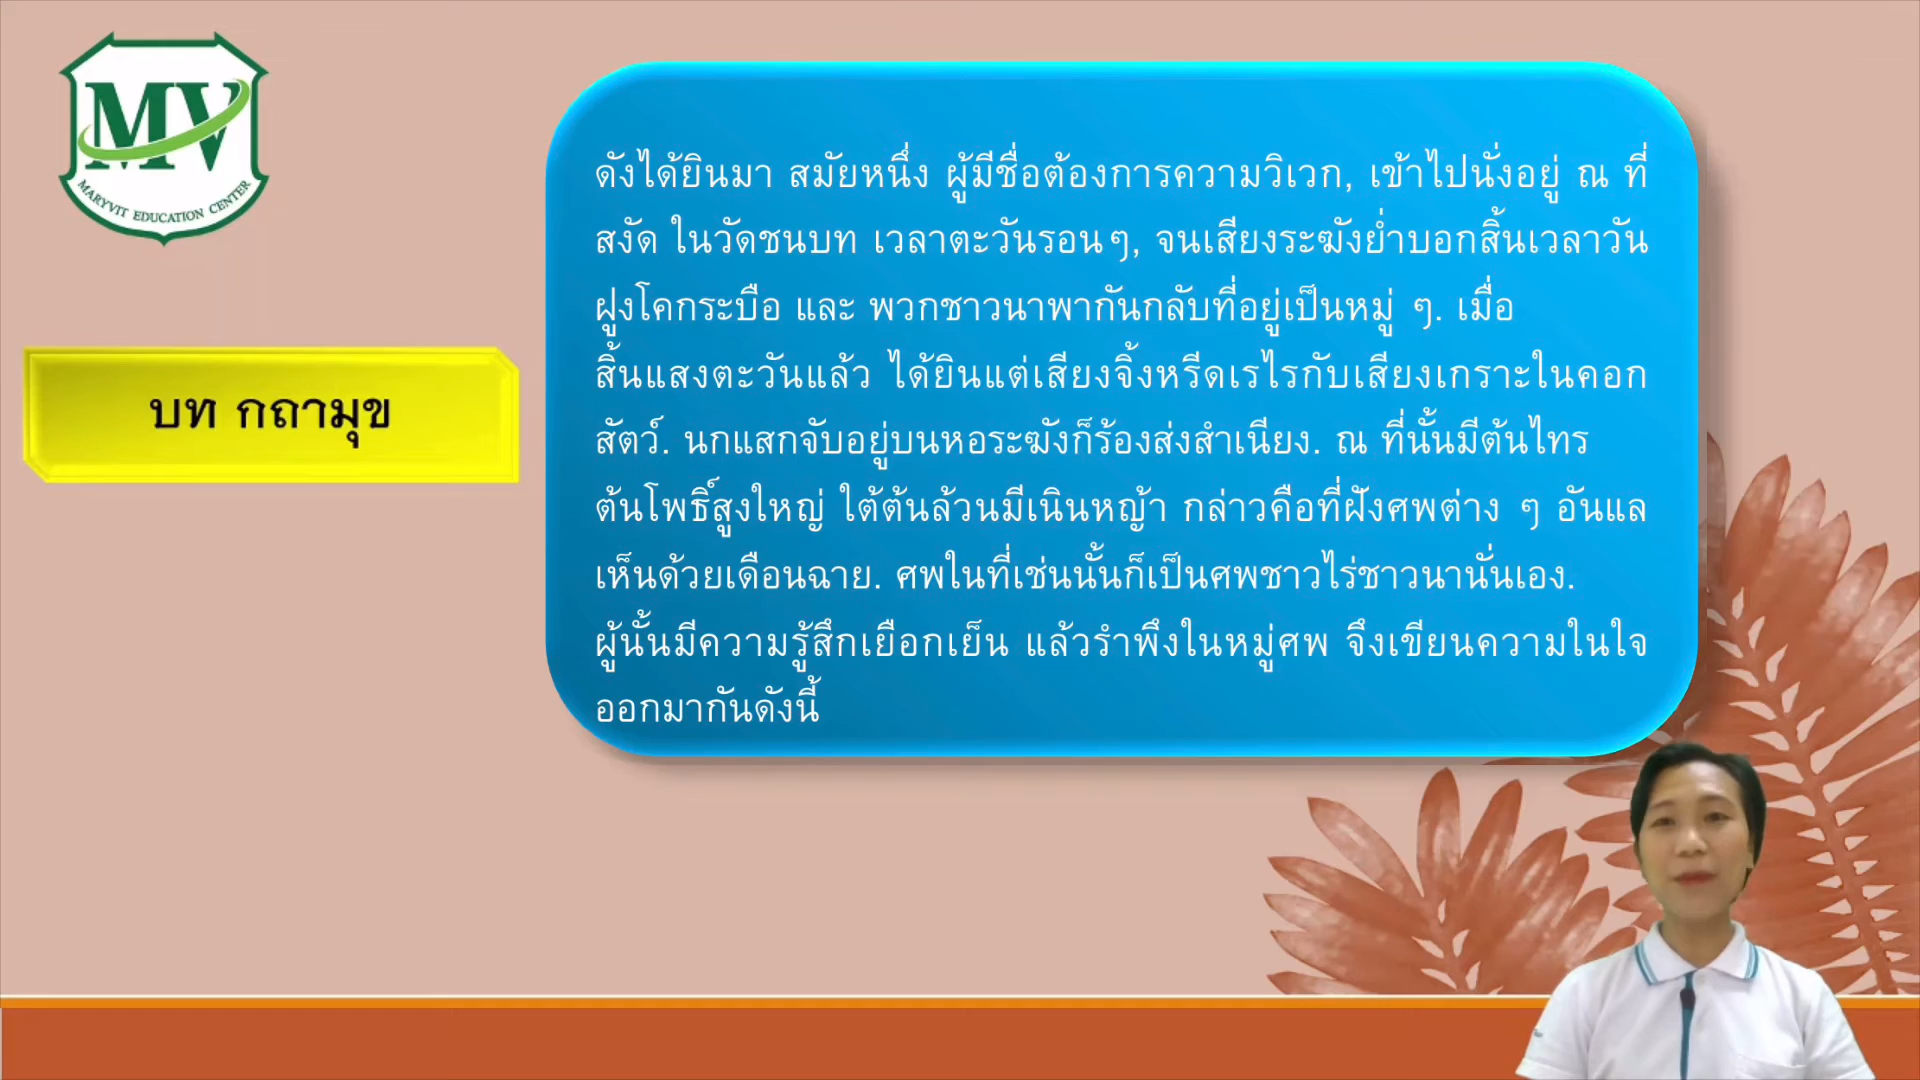 MV
MARYVIT EDUCATION CENTER
บท กถามุข
ดังได้ยินมา สมัยหนึ่ง ผู้มีชื่อต้องการความวิเวก, เข้าไปนั่งอยู่ ณ ที่
สงัด ในวัดชนบท เวลาตะวันรอนๆ, จนเสียงระฆังย่ำบอกสิ้นเวลาวัน
ฝูงโคกระบือ และ พวกชาวนาพากันกลับที่อยู่เป็นหมู่ ๆ. เมื่อ
สิ้นแสงตะวันแล้ว ได้ยินแต่เสียงจิ้งหรีดเรไรกับเสียงเกราะในคอก
สัตว์. นกแสกจับอยู่บนหอระฆังก็ร้องส่งสำเนียง. ณ ที่นั้นมีต้นไทร
ต้นโพธิ์สูงใหญ่ ใต้ต้นล้วนมีเนินหญ้า กล่าวคือที่ฝังศพต่าง ๆ อันแล
เห็นด้วยเดือนฉาย. ศพในที่เช่นนั้นก็เป็นศพชาวไร่ชาวนานั่นเอง.
ผู้นั้นมีความรู้สึกเยือกเย็น แล้วรำพึงในหมู่ศพ จึงเขียนความในใจ
ออกมากันดังนี้